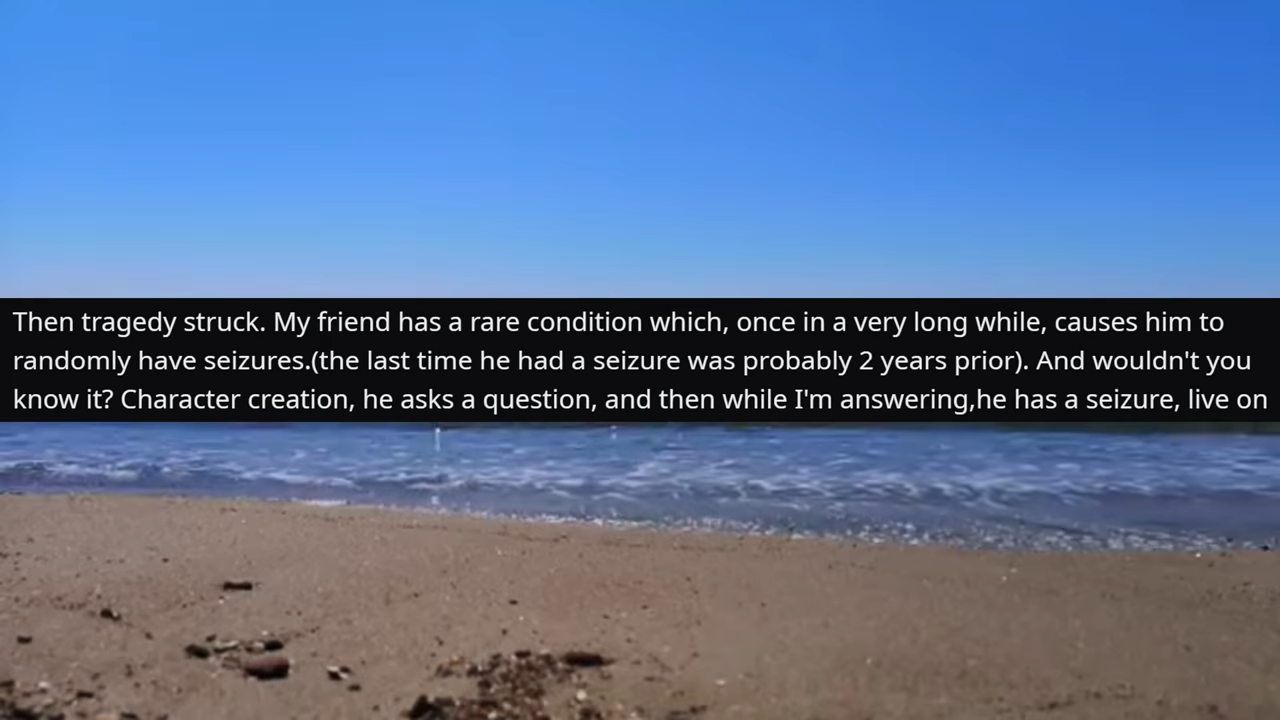 Then tragedy struck. My friend has a rare condition which, once in a very long while, causes him to
randomly have seizures.(the last time he had a seizure was probably 2 years prior). And wouldn't you
know it? Character creation, he asks a question, and then while I'm answering,he has a seizure, live on